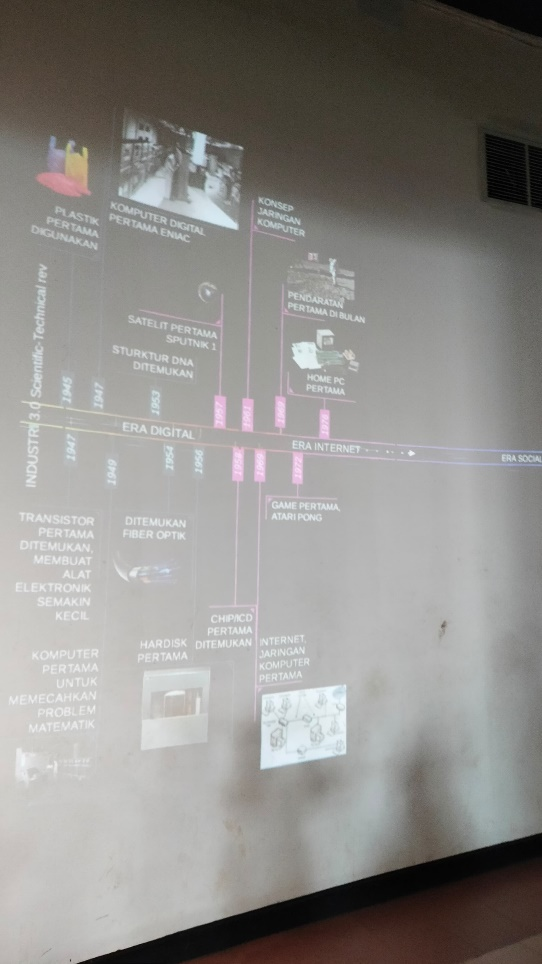 KOMPUTER DIGITAL
PERTAMA ENIAC
KONSEP
JARINGAN
KOMPUTER
PLASTIK
PERTAMA
DIGUNAKAN
PENDARATAN
PERTAMA DI BULAN
SATELIT PERTAMA
SPUTNIK 1
STURKTUR DNA
DITEMUKAN
HOME PC
PERTAMA
INDUSTRI 3.0 Scientific-Technical rev
1945
1947
1953
1957
1961
1969
ERA DIGITAL
ERA INTERNET
ERA SOCIAL
1947
1949
1954
1956
1972
GAME PERTAMA,
ATARI PONG
TRANSISTOR
PERTAMA
DITEMUKAN,
MEMBUAT
ALAT
ELEKTRONIK
SEMAKIN
KECIL
DITEMUKAN
FIBER OPTIK
CHIP/ICD
PERTAMA
DITEMUKAN
HARDISK
PERTAMA
INTERNET,
JARINGAN
KOMPUTER
PERTAMA
KOMPUTER
PERTAMA
UNTUK
MEMECAHKAN
PROBLEM
MATEMATIK